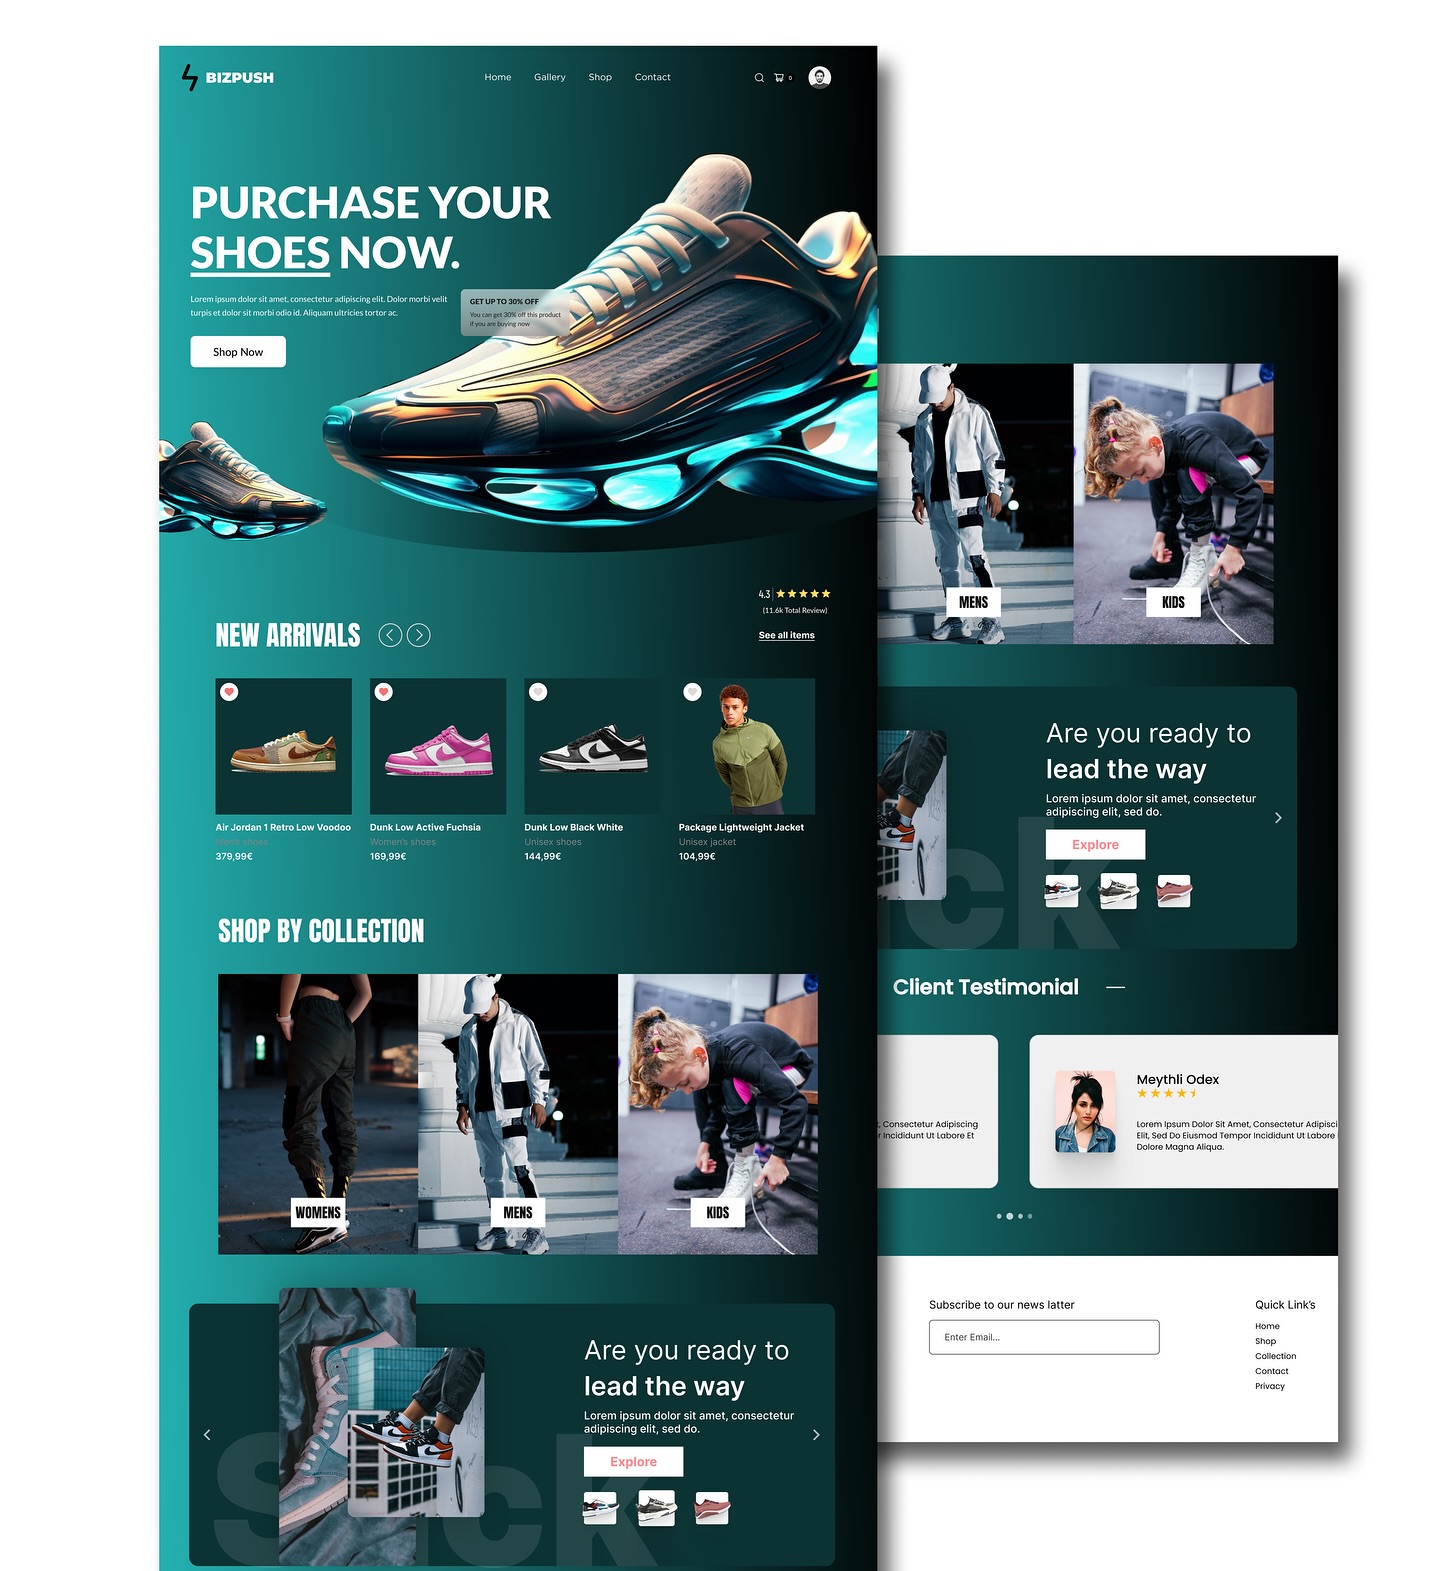 BIZPUSH
Home Gallery Shop Contact
0
PURCHASE YOUR
SHOES NOW.
Lorem ipsum dolor sit amet, consectetur adipiscing elit. Dolor morbi velit
turpis et dolor sit morbi odio id. Aliquam ultricies tortor ac.
Shop Now
GET UP TO 30% OFF
You can get 30% off this product
if you are buying now
4.3
(11.6k Total Review)
NEW ARRIVALS
See all items
Air Jordan 1 Retro Low Voodoo
Men's shoes
379,99€
Dunk Low Active Fuchsia
Women's shoes
169,99€
Dunk Low Black White
Unisex shoes
144,99€
Package Lightweight Jacket
Unisex jacket
104,99€
SHOP BY COLLECTION
WOMENS
MENS
KIDS
Are you ready to
lead the way
Lorem ipsum dolor sit amet, consectetur
adipiscing elit, sed do.
Explore
MENS
KIDS
Are you ready to
lead the way
Lorem ipsum dolor sit amet, consectetur
adipiscing elit, sed do.
Explore
ck
Client Testimonial
, Consectetur Adipiscing
r Incididunt Ut Labore Et
Meythli Odex
Lorem Ipsum Dolor Sit Amet, Consectetur Adipisci
Elit, Sed Do Eiusmod Tempor Incididunt Ut Labore
Dolore Magna Aliqua.
Subscribe to our news latter
Enter Email...
Quick Link's
Home
Shop
Collection
Contact
Privacy